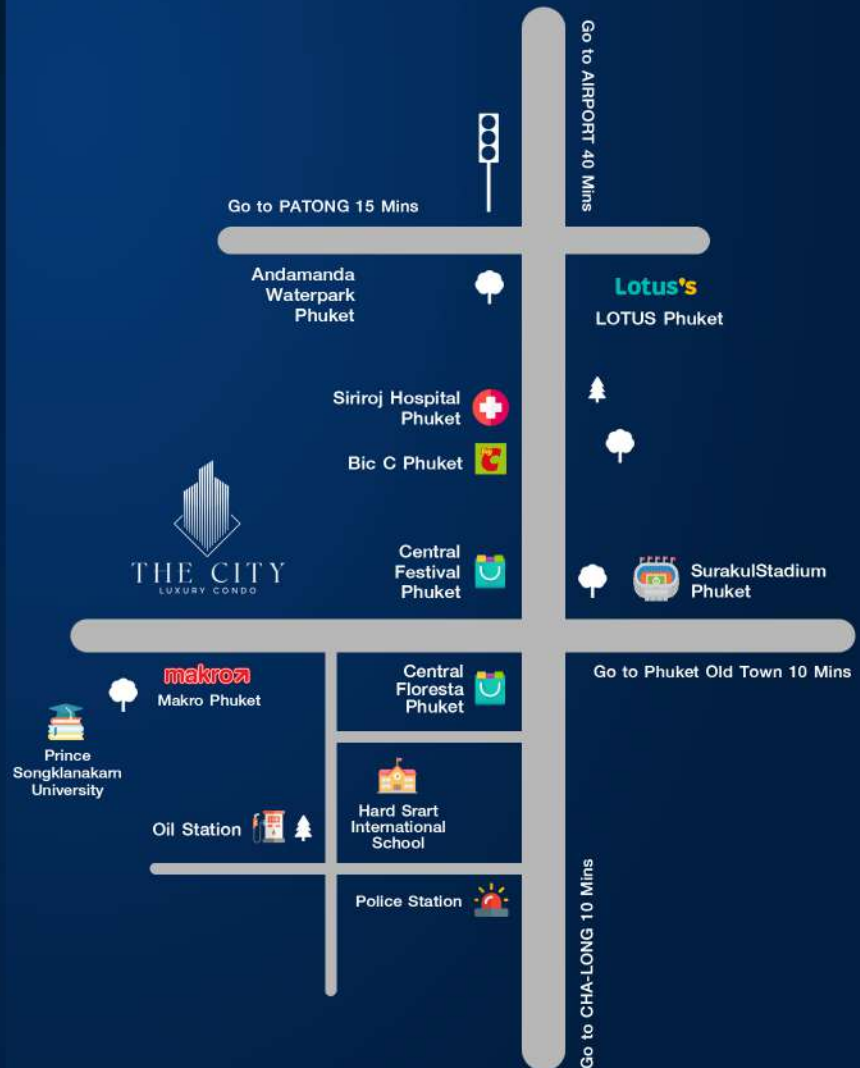 Go to AIRPORT 40 Mins
Go to PATONG 15 Mins
Andamanda
Waterpark
Phuket
Lotus's
LOTUS Phuket
Siriroj Hospital
Phuket
Bic C Phuket
Big
C
THE CITY
LUXURY CONDO
Central
Festival
Phuket
SurakulStadium
Phuket
makro
Makro Phuket
Central
Floresta
Phuket
Go to Phuket Old Town 10 Mins
Prince
Songklanakarn
University
Oil Station
Hard Srart
International
School
Police Station
Go to CHA-LONG 10 Mins